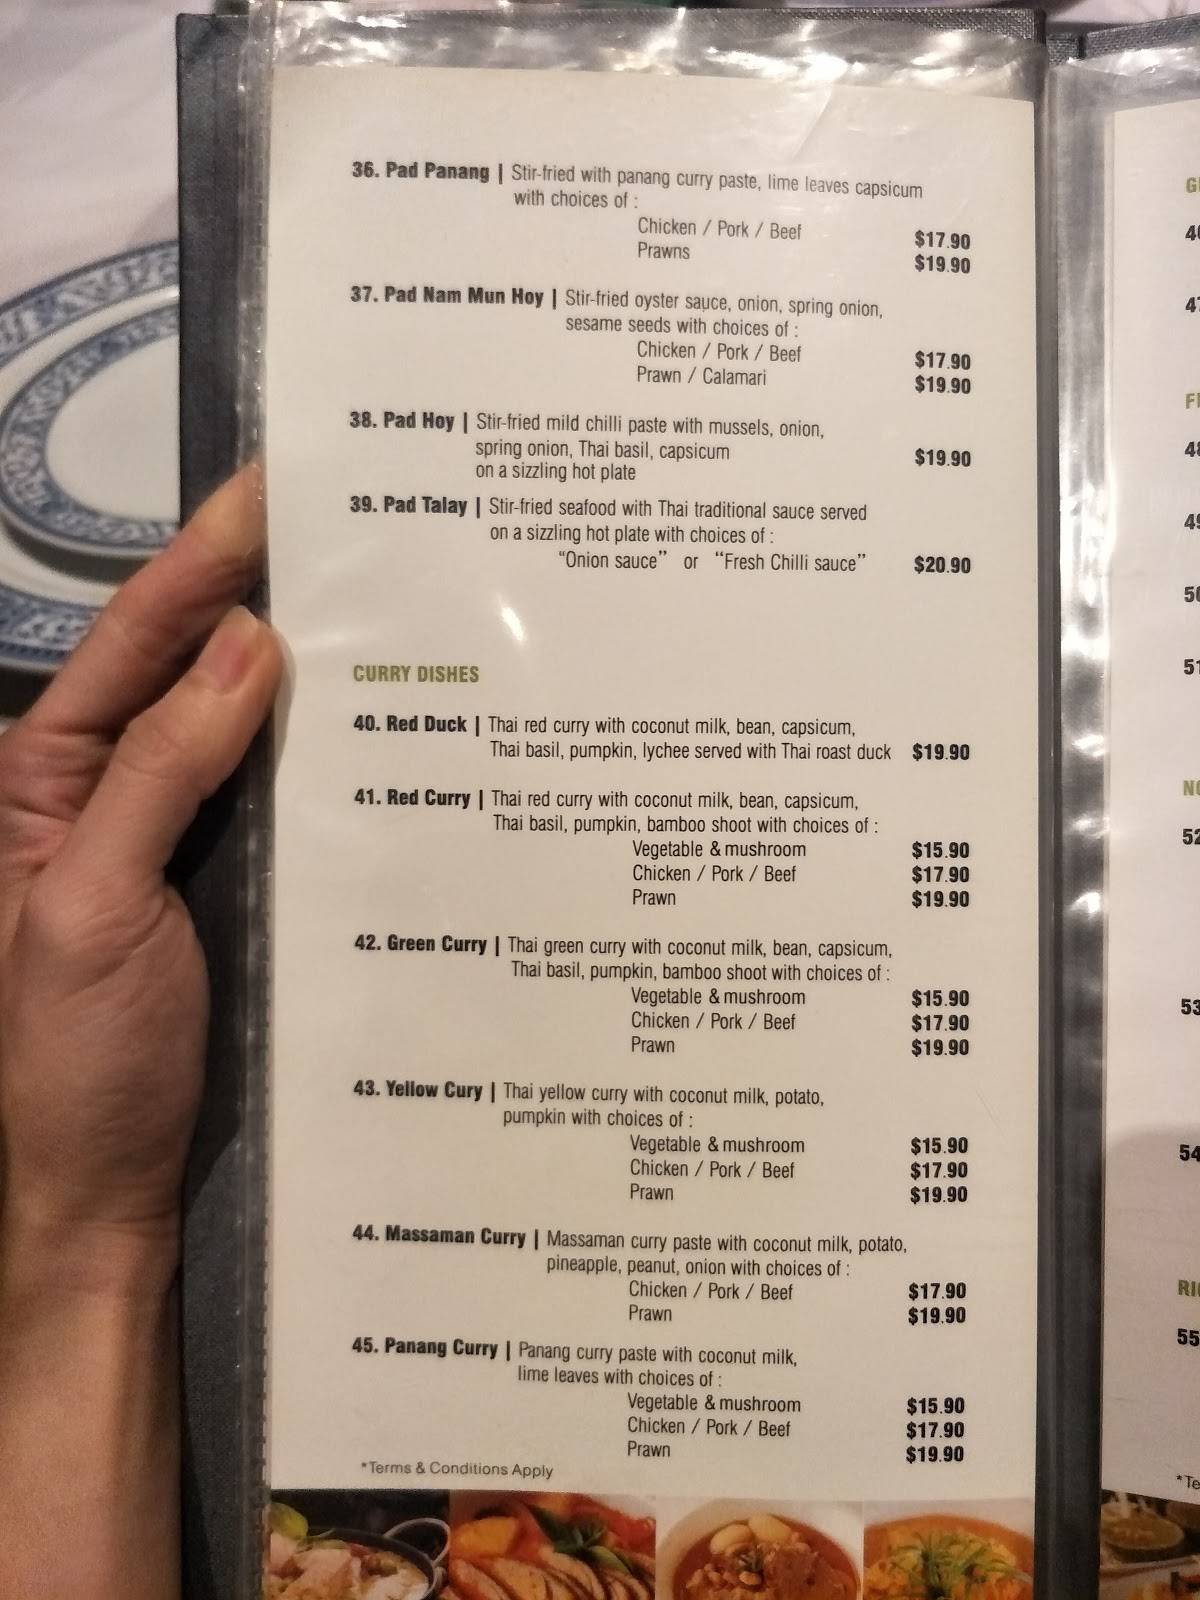 36. Pad Panang | Stir-fried with panang curry paste, lime leaves capsicum
with choices of :
Chicken / Pork / Beef $17.90
Prawns $19.90
37. Pad Nam Mun Hoy | Stir-fried oyster sauce, onion, spring onion,
sesame seeds with choices of :
Chicken / Pork / Beef $17.90
Prawn / Calamari $19.90
38. Pad Hoy | Stir-fried mild chilli paste with mussels, onion,
spring onion, Thai basil, capsicum $19.90
on a sizzling hot plate
39. Pad Talay | Stir-fried seafood with Thai traditional sauce served
on a sizzling hot plate with choices of :
“Onion sauce” or “Fresh Chilli sauce” $20.90
CURRY DISHES
40. Red Duck | Thai red curry with coconut milk, bean, capsicum,
Thai basil, pumpkin, lychee served with Thai roast duck $19.90
41. Red Curry | Thai red curry with coconut milk, bean, capsicum,
Thai basil, pumpkin, bamboo shoot with choices of :
Vegetable & mushroom $15.90
Chicken / Pork / Beef $17.90
Prawn $19.90
42. Green Curry | Thai green curry with coconut milk, bean, capsicum,
Thai basil, pumpkin, bamboo shoot with choices of :
Vegetable & mushroom $15.90
Chicken / Pork / Beef $17.90
Prawn $19.90
43. Yellow Cury | Thai yellow curry with coconut milk, potato,
pumpkin with choices of :
Vegetable & mushroom $15.90
Chicken / Pork / Beef $17.90
Prawn $19.90
44. Massaman Curry | Massaman curry paste with coconut milk, potato,
pineapple, peanut, onion with choices of :
Chicken / Pork / Beef $17.90
Prawn $19.90
45. Panang Curry | Panang curry paste with coconut milk,
lime leaves with choices of :
Vegetable & mushroom $15.90
Chicken / Pork / Beef $17.90
Prawn $19.90
*Terms & Conditions Apply
47
49
51
52
53
54
55